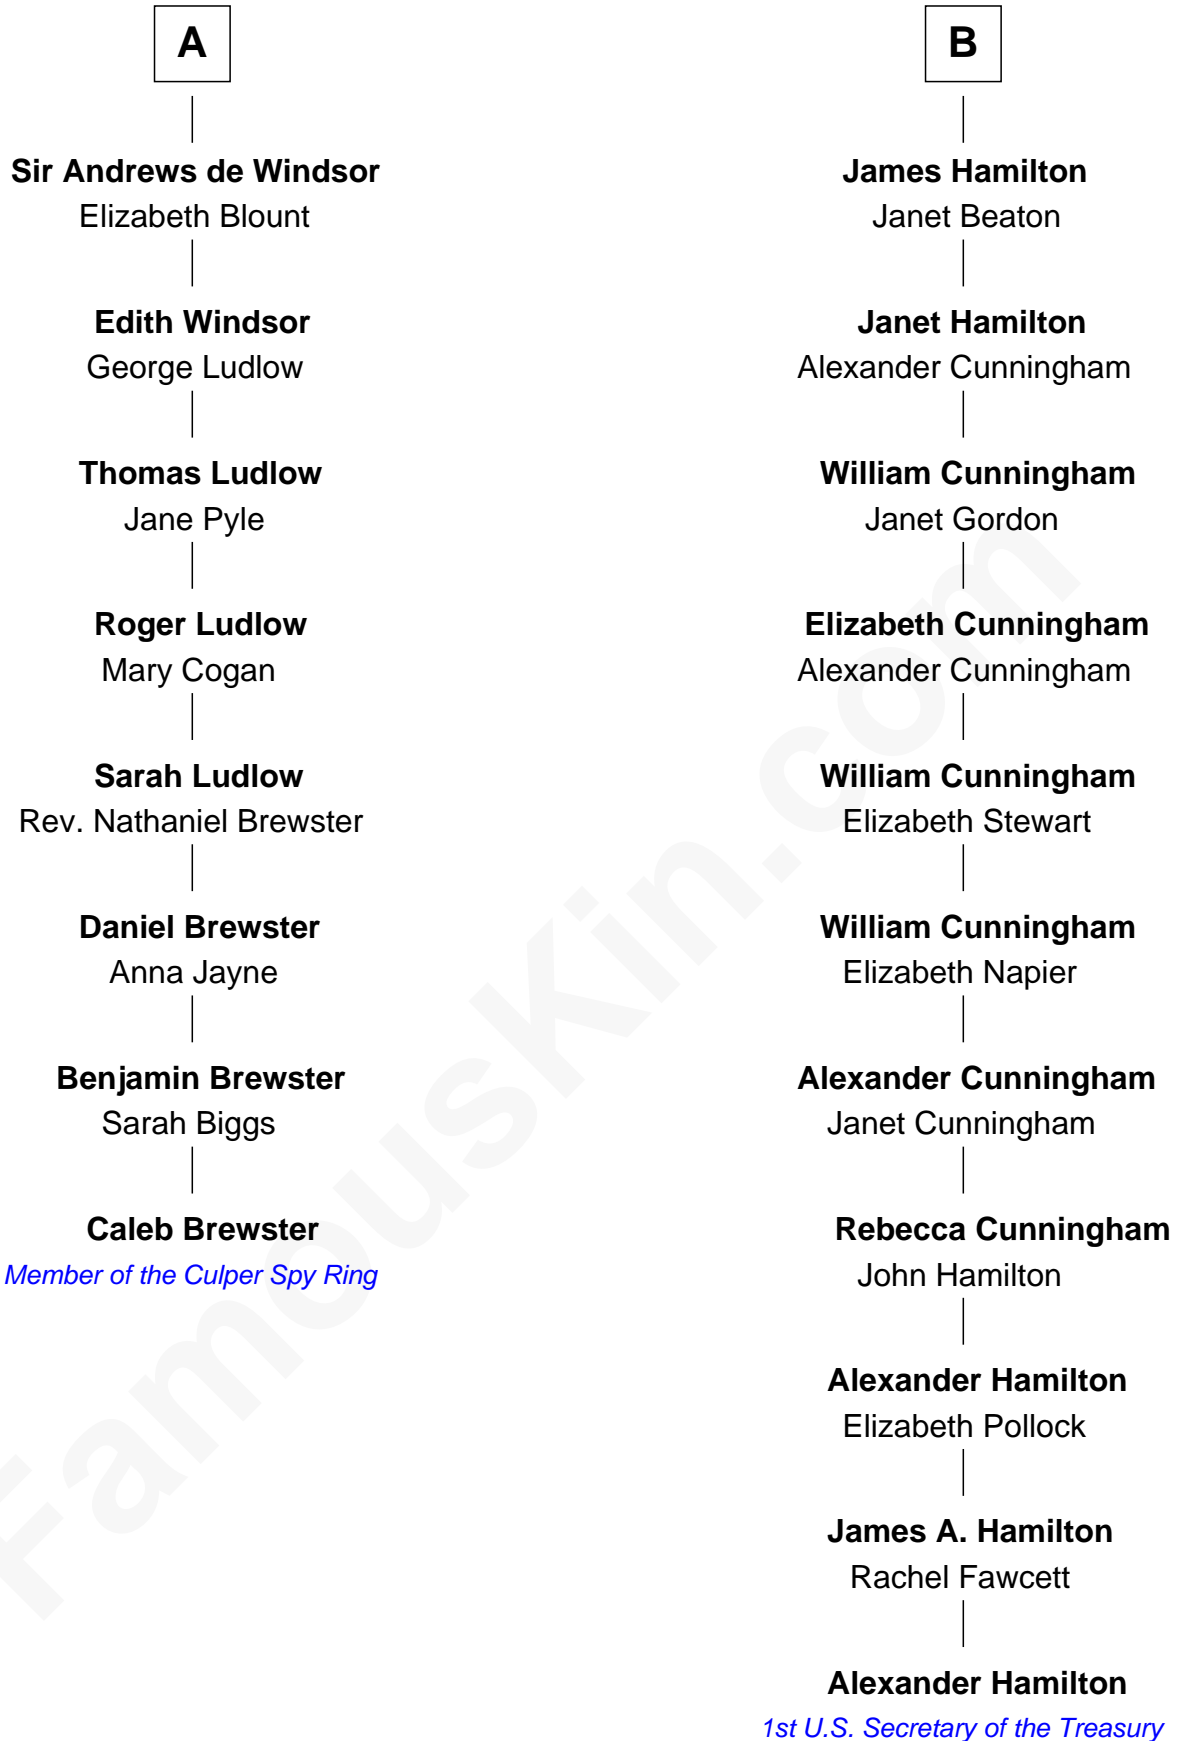 A
Sir Andrews de Windsor
Elizabeth Blount
Edith Windsor
George Ludlow
Thomas Ludlow
Jane Pyle
Roger Ludlow
Mary Cogan
Sarah Ludlow
Rev. Nathaniel Brewster
Daniel Brewster
Anna Jayne
Benjamin Brewster
Sarah Biggs
Caleb Brewster
Member of the Culper Spy Ring
B
James Hamilton
Janet Beaton
Janet Hamilton
Alexander Cunningham
William Cunningham
Janet Gordon
Elizabeth Cunningham
Alexander Cunningham
William Cunningham
Elizabeth Stewart
William Cunningham
Elizabeth Napier
Alexander Cunningham
Janet Cunningham
Rebecca Cunningham
John Hamilton
Alexander Hamilton
Elizabeth Pollock
James A. Hamilton
Rachel Fawcett
Alexander Hamilton
1st U.S. Secretary of the Treasury
FamousKin.com